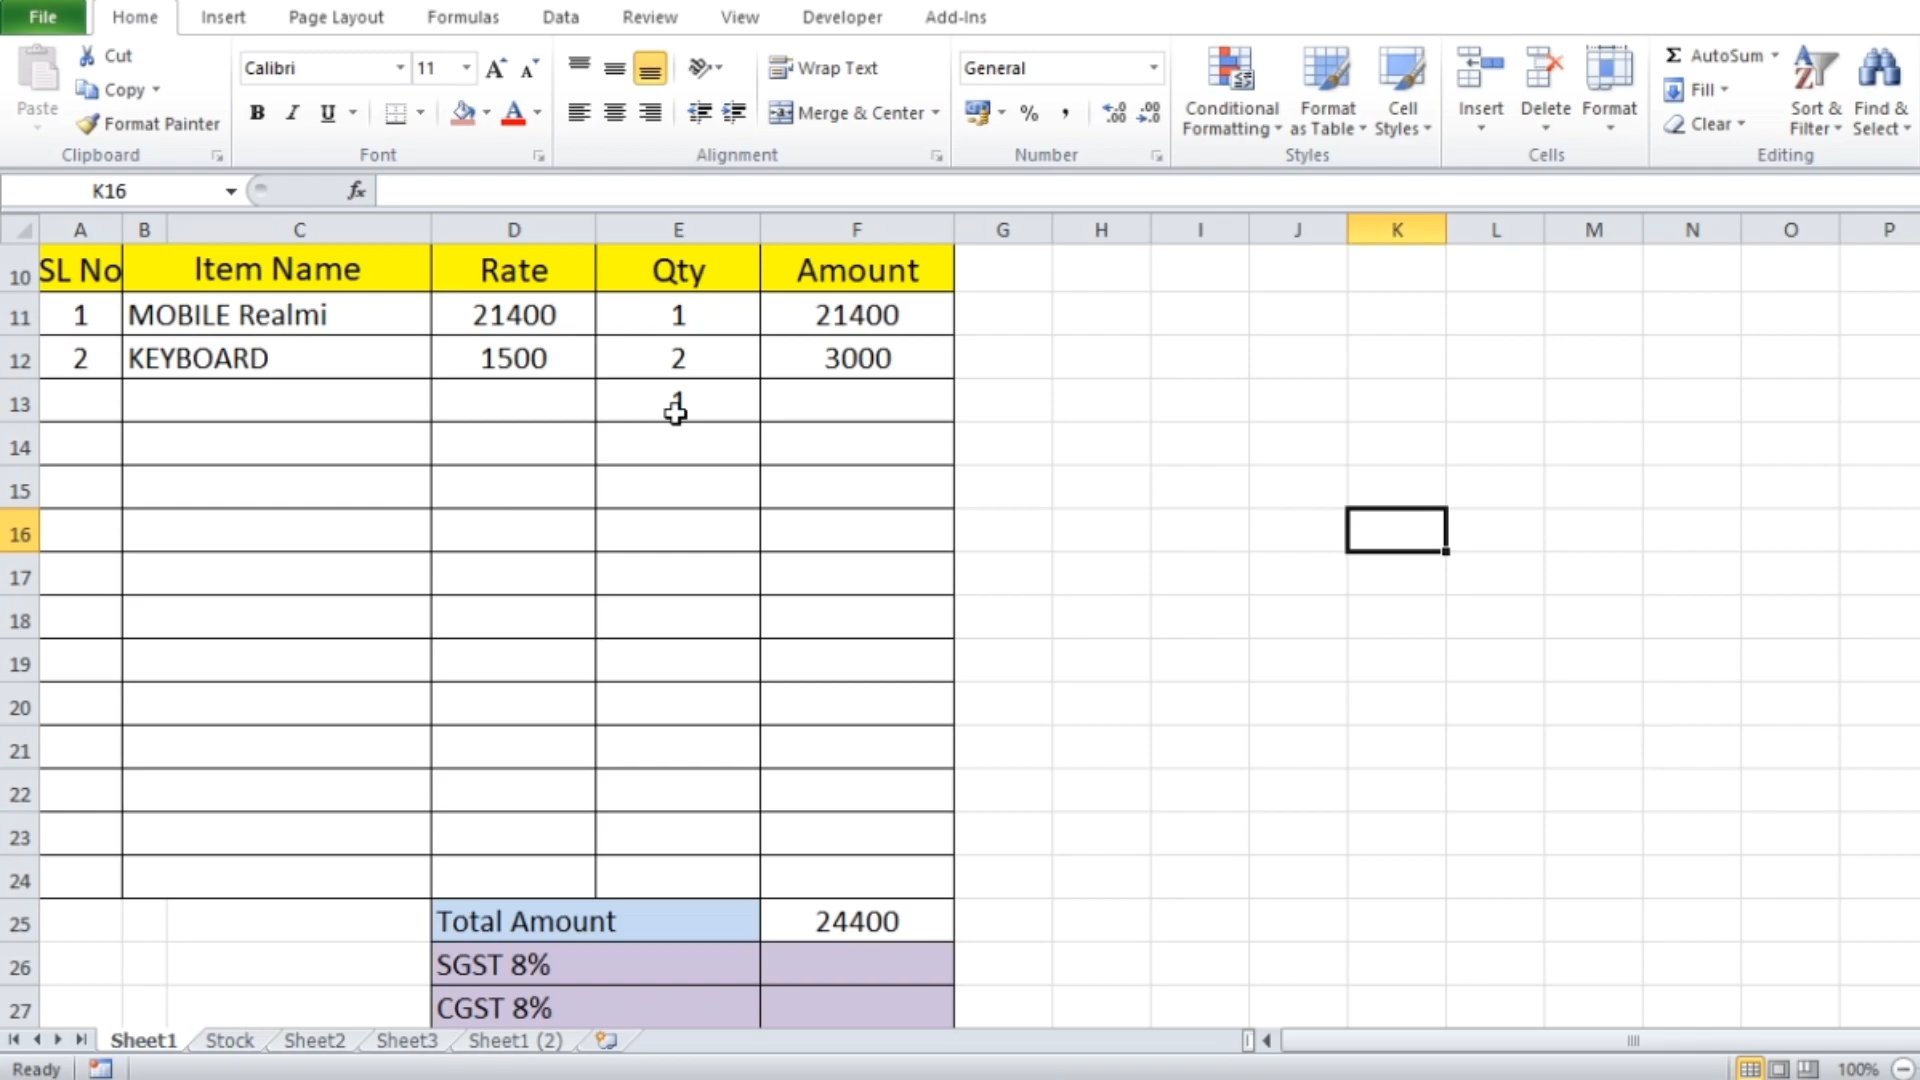 File Home Insert Page Layout Formulas Data Review View Developer Add-Ins
Paste Cut Copy Format Painter Clipboard
Calibri 11 A A B I U A Font
Wrap Text Merge & Center Alignment
General % , .00 .00 Number
Conditional Formatting Format as Table Cell Styles Styles
Insert Delete Format Cells
Σ AutoSum Fill Clear Sort & Filter Find & Select Editing
K16 fx
A B C D E F G H I J K L M N O P
10 SL No Item Name Rate Qty Amount
11 1 MOBILE Realmi 21400 1 21400
12 2 KEYBOARD 1500 2 3000
13 1
14
15
16
17
18
19
20
21
22
23
24
25 Total Amount 24400
26 SGST 8%
27 CGST 8%
Sheet1 Stock Sheet2 Sheet3 Sheet1 (2)
Ready 100%